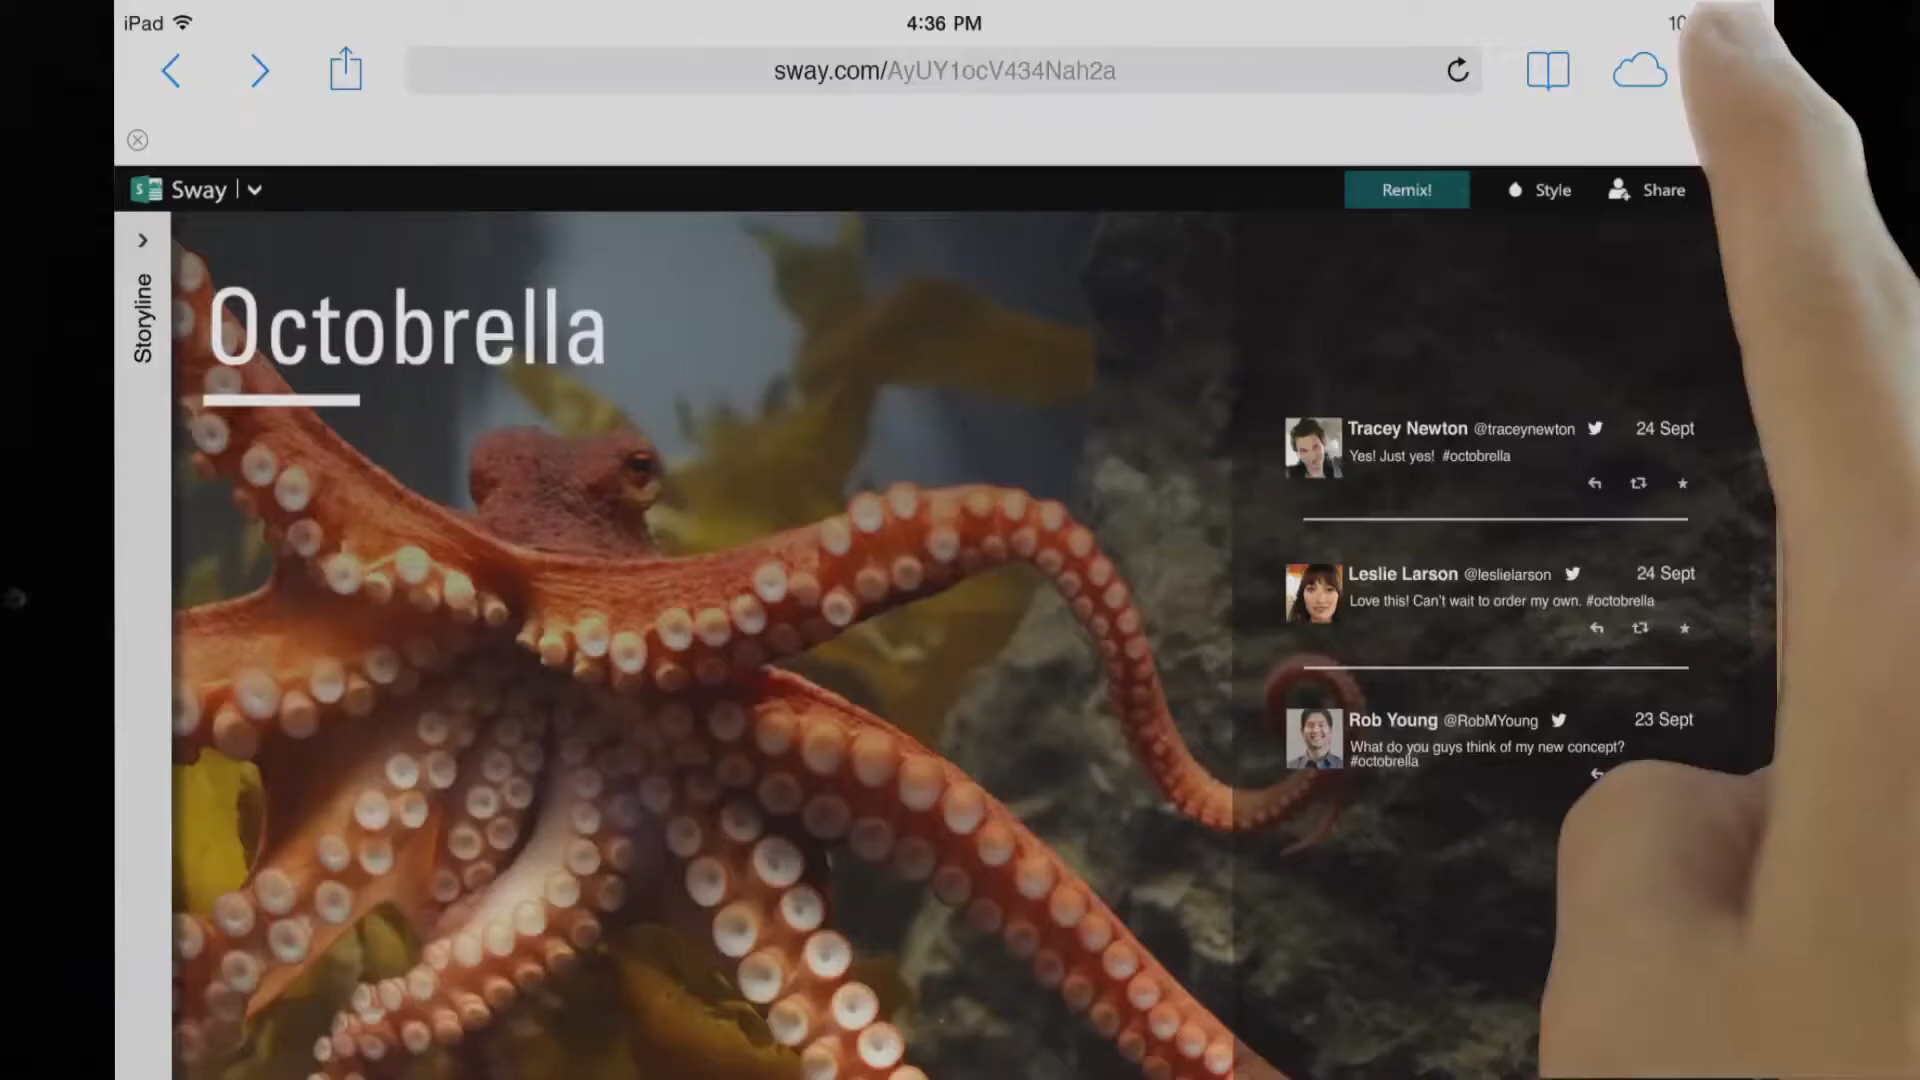 iPad
4:36 PM
sway.com/AyUY1ocV434Nah2a
Sway
Remix!
Style
Share
Storyline
Octobrella
Tracey Newton @traceynewton 24 Sept
Yes! Just yes! #octobrella
Leslie Larson @leslielarson 24 Sept
Love this! Can't wait to order my own. #octobrella
Rob Young @RobMYoung 23 Sept
What do you guys think of my new concept?
#octobrella